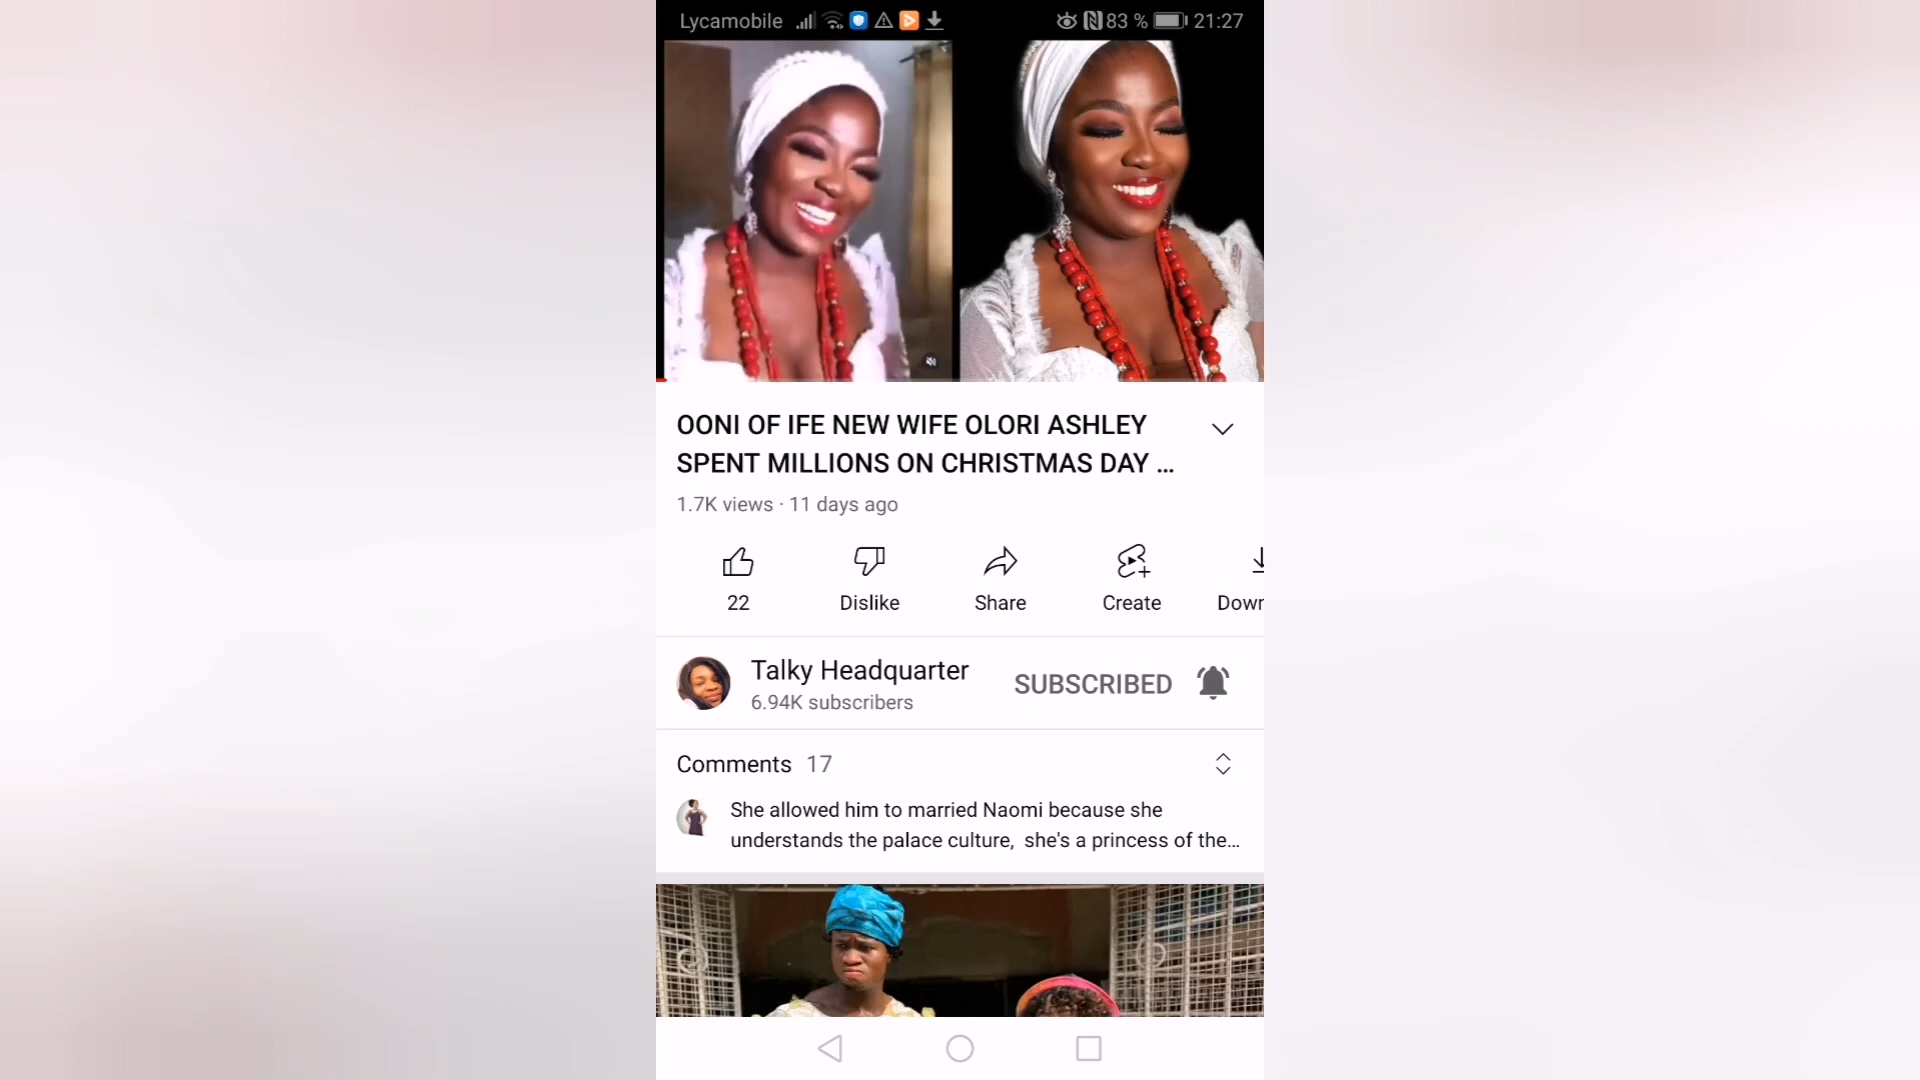 Lycamobile 83 % 21:27
OONI OF IFE NEW WIFE OLORI ASHLEY
SPENT MILLIONS ON CHRISTMAS DAY ...
1.7K views · 11 days ago
22 Dislike Share Create Down
Talky Headquarter
6.94K subscribers
SUBSCRIBED
Comments 17
She allowed him to married Naomi because she
understands the palace culture, she's a princess of the...